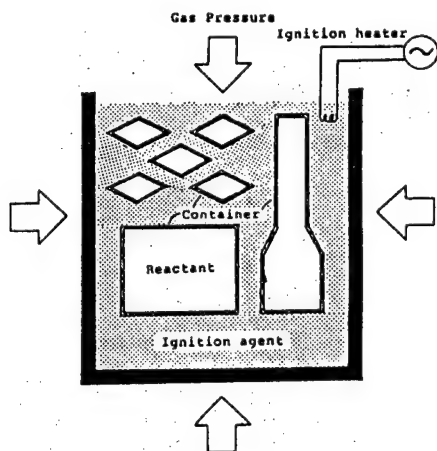 Gas Pressure
Ignition heater
Container
Reactant
Ignition agent